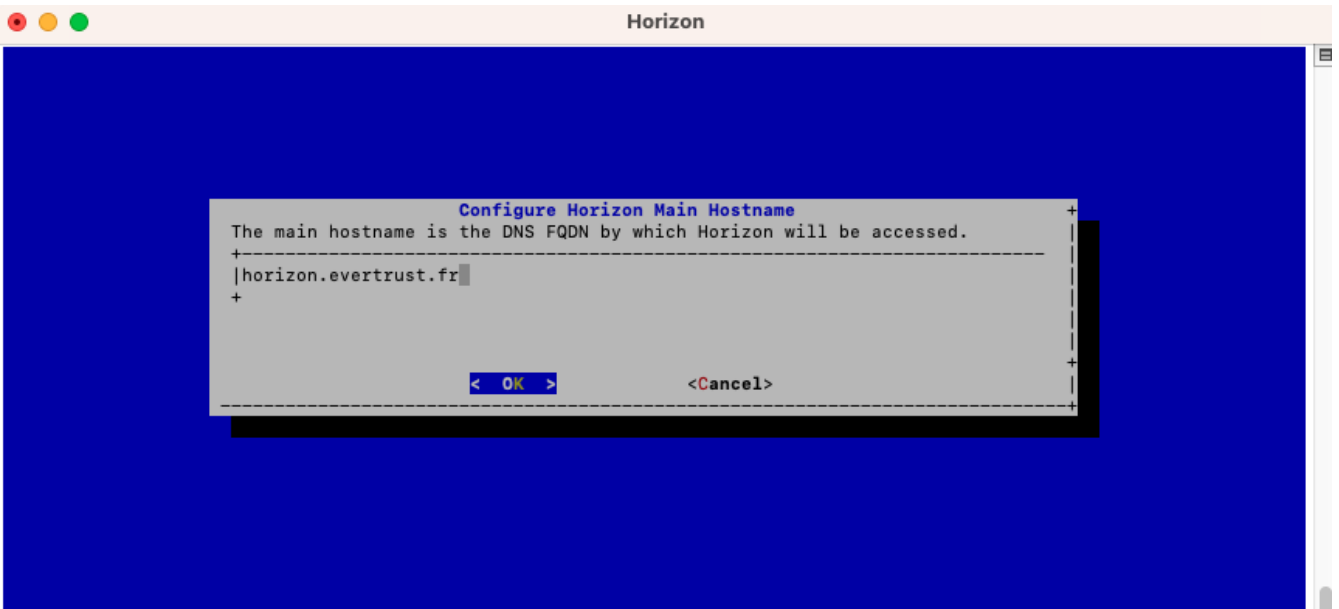 Horizon
Configure Horizon Main Hostname
The main hostname is the DNS FQDN by which Horizon will be accessed.
horizon.evertrust.fr
< OK > <Cancel>